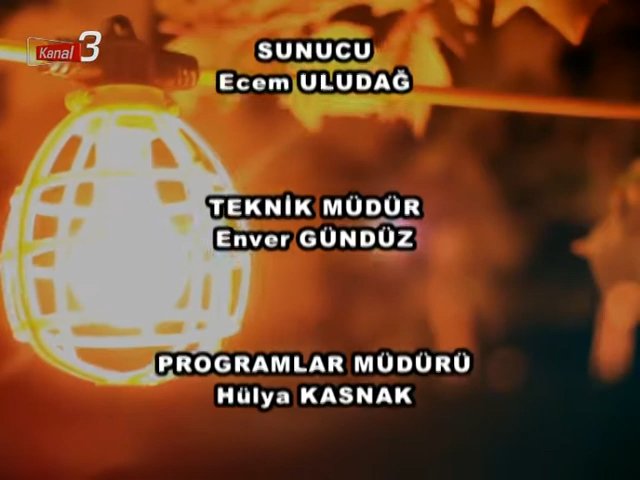 Kanal 3
SUNUCU
Ecem ULUDAĞ
TEKNİK MÜDÜR
Enver GÜNDÜZ
PROGRAMLAR MÜDÜRÜ
Hülya KASNAK